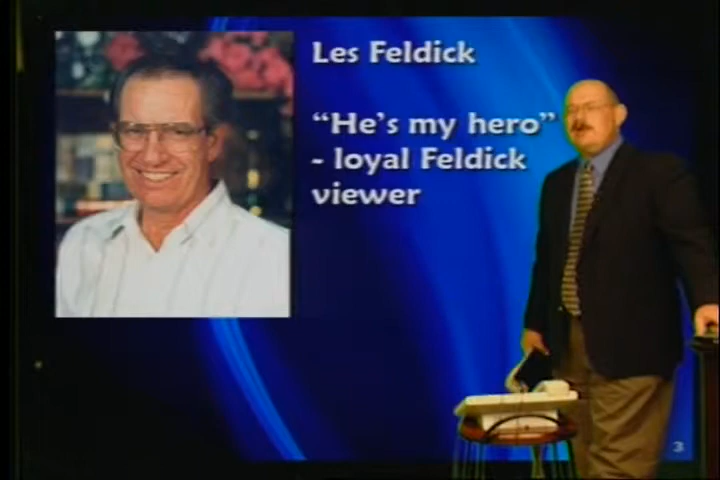 Les Feldick
“He’s my hero”
- loyal Feldick
viewer
3